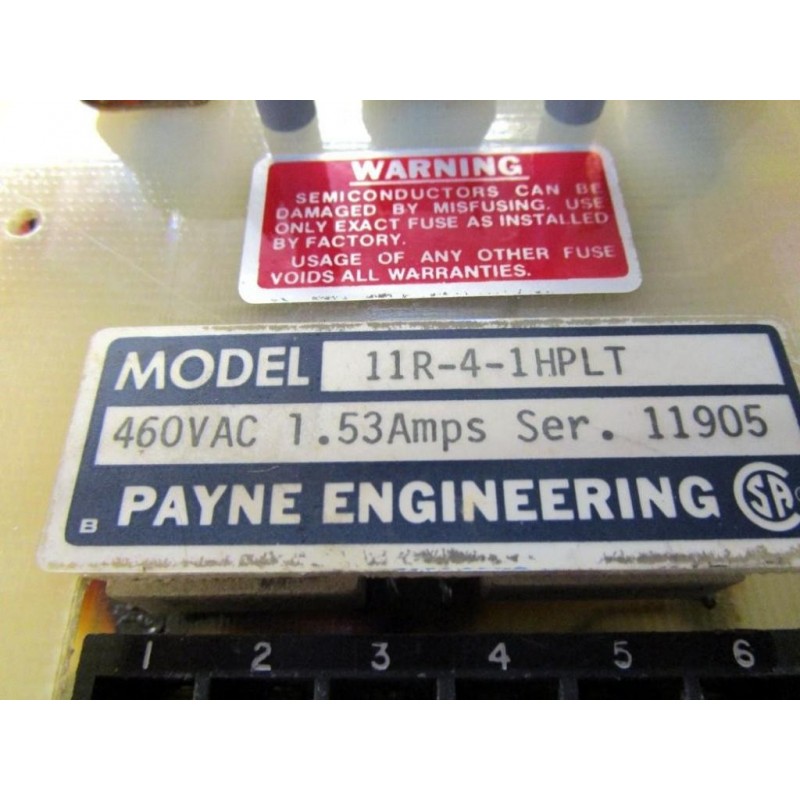 WARNING
SEMICONDUCTORS CAN BE
DAMAGED BY MISFUSING. USE
ONLY EXACT FUSE AS INSTALLED
BY FACTORY.
USAGE OF ANY OTHER FUSE
VOIDS ALL WARRANTIES.
MODEL 11R-4-1HPLT
460VAC 1.53Amps Ser. 11905
B PAYNE ENGINEERING SA
1 2 3 4 5 6